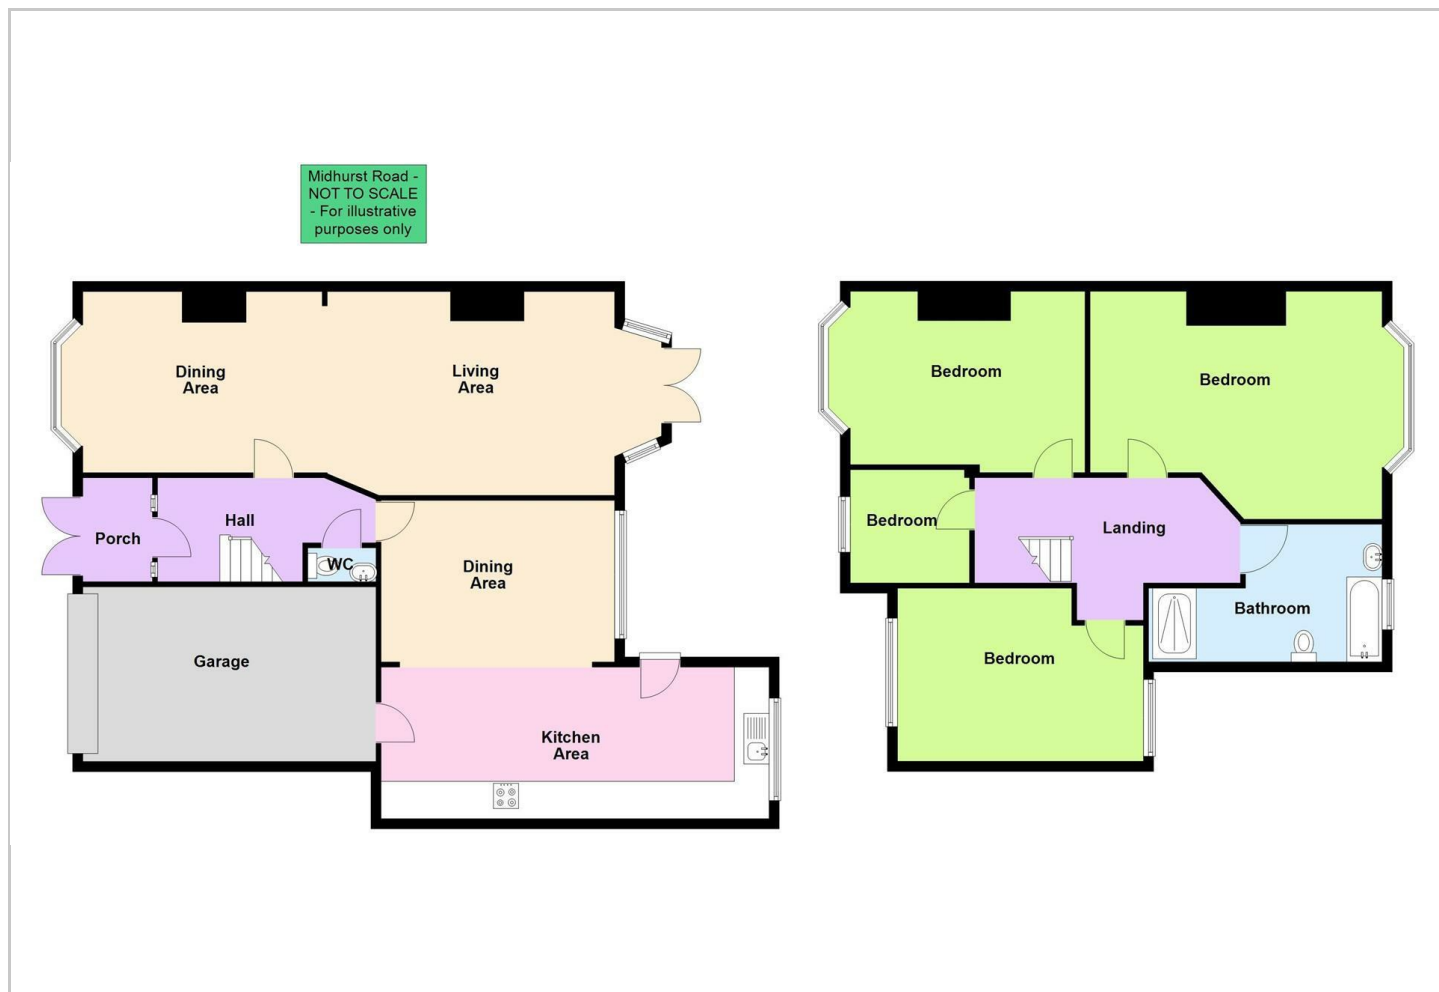 Midhurst Road -
NOT TO SCALE
- For illustrative
purposes only
Dining
Area
Living
Area
Hall
Porch
WC
Dining
Area
Garage
Kitchen
Area
Bedroom
Bedroom
Bedroom
Landing
Bathroom
Bedroom